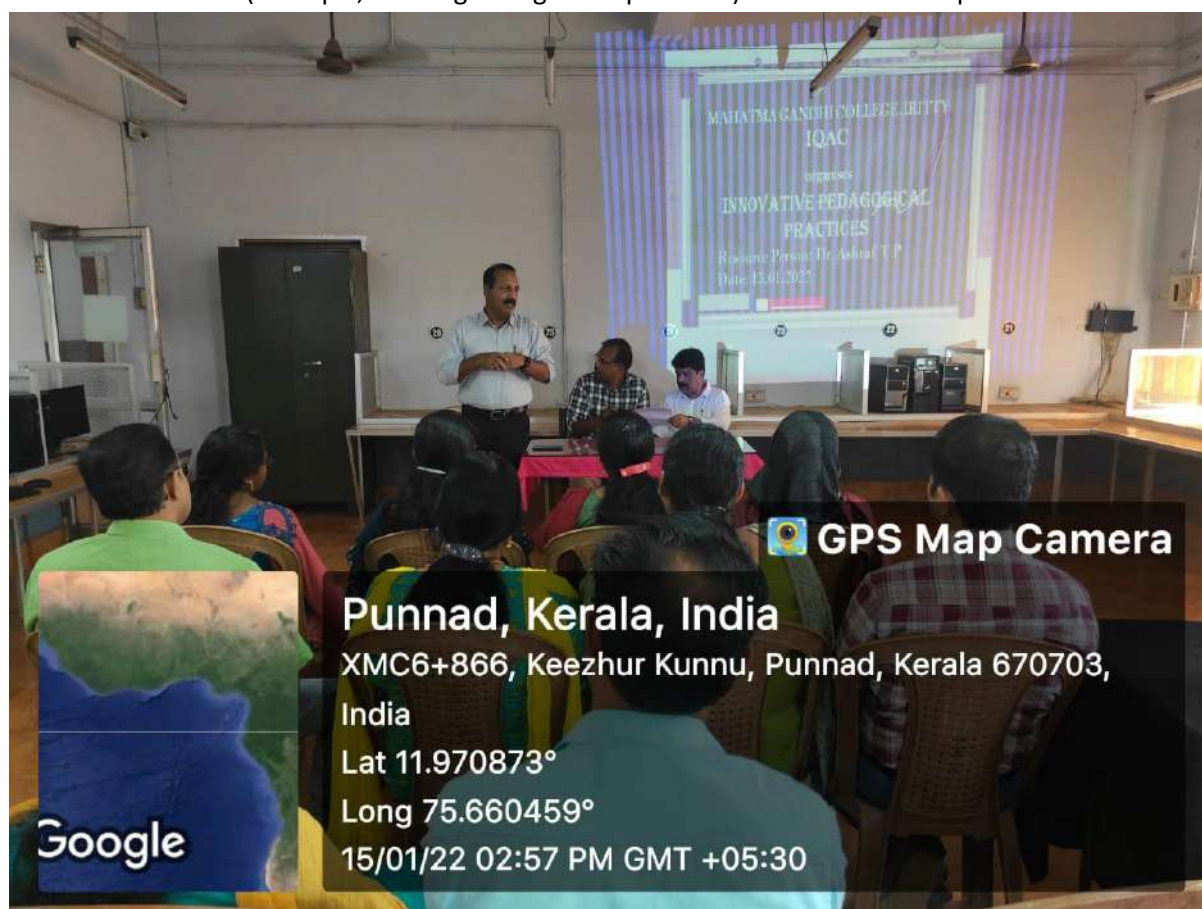 MAHATMA GANDHI COLLEGE, IRITTY
IQAC
organises
INNOVATIVE PEDAGOGICAL
PRACTICES
Resource Person: Dr. Ashraf T P
Date: 15.01.2022
22
21
GPS Map Camera
Punnad, Kerala, India
XMC6+866, Keezhur Kunnu, Punnad, Kerala 670703,
India
Lat 11.970873°
Long 75.660459°
15/01/22 02:57 PM GMT +05:30
Google